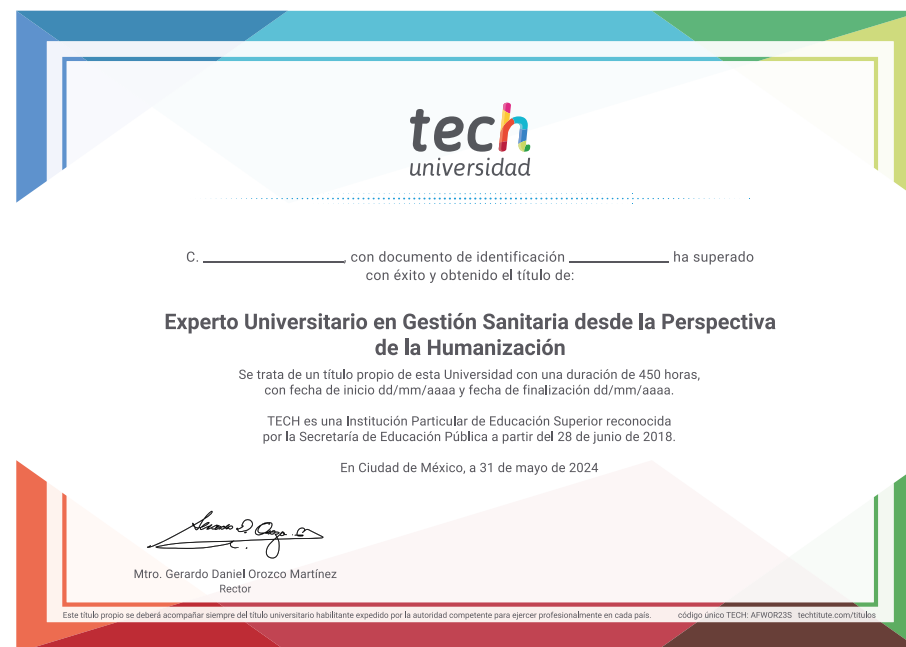 tech
universidad
C. ____________, con documento de identificación ____________ ha superado
con éxito y obtenido el título de:
Experto Universitario en Gestión Sanitaria desde la Perspectiva
de la Humanización
Se trata de un título propio de esta Universidad con una duración de 450 horas,
con fecha de inicio dd/mm/aaaa y fecha de finalización dd/mm/aaaa.
TECH es una Institución Particular de Educación Superior reconocida
por la Secretaría de Educación Pública a partir del 28 de junio de 2018.
En Ciudad de México, a 31 de mayo de 2024
Mtro. Gerardo Daniel Orozco Martínez
Rector
Este título propio se deberá acompañar siempre del título universitario habilitante expedido por la autoridad competente para ejercer profesionalmente en cada país. código único TECH: AFWOR23S techtitute.com/titulos